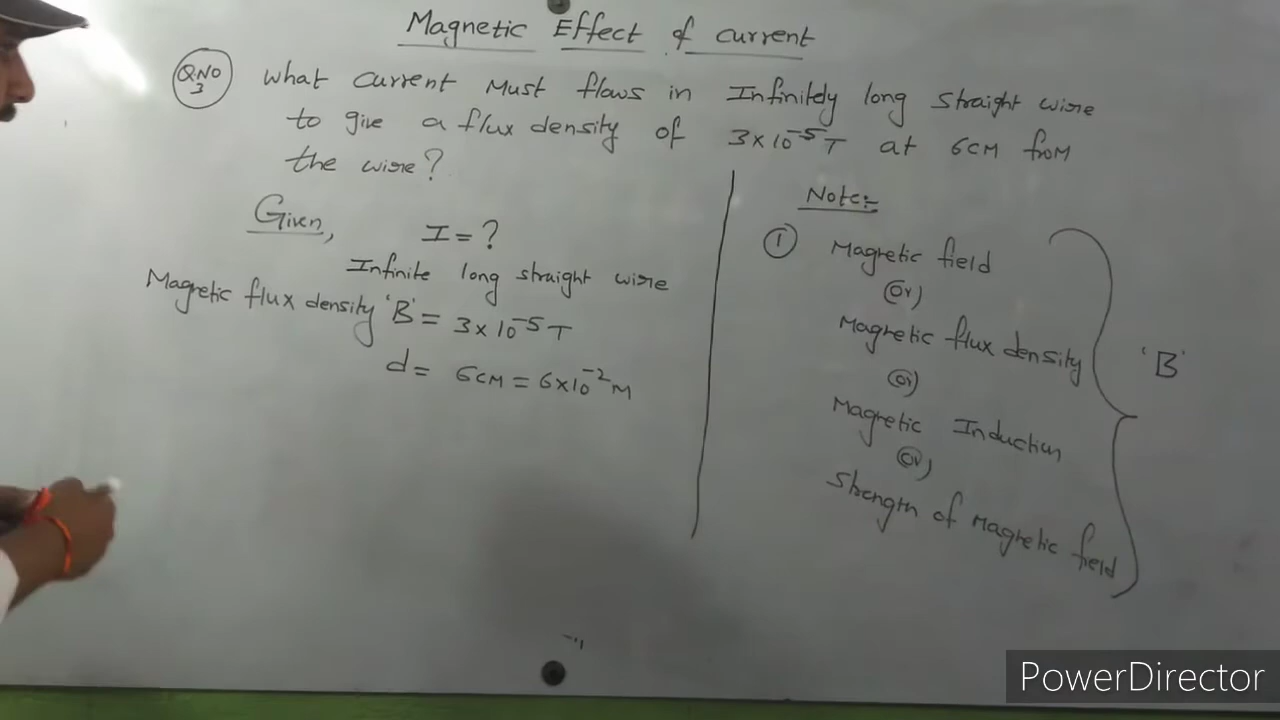 Magnetic Effect of current
Q.NO 3
What Current Must flows in Infinitely long straight wire
to give a flux density of 3×10⁻⁵T at 6CM from
the wire?
Given, I = ?
Infinite long straight wire
Magnetic flux density 'B' = 3×10⁻⁵ T
d = 6CM = 6×10⁻² M
Note:-
① Magnetic field
(or)
Magnetic flux density
(or)
Magnetic Induction
(or)
Strength of Magnetic field
'B'
PowerDirector